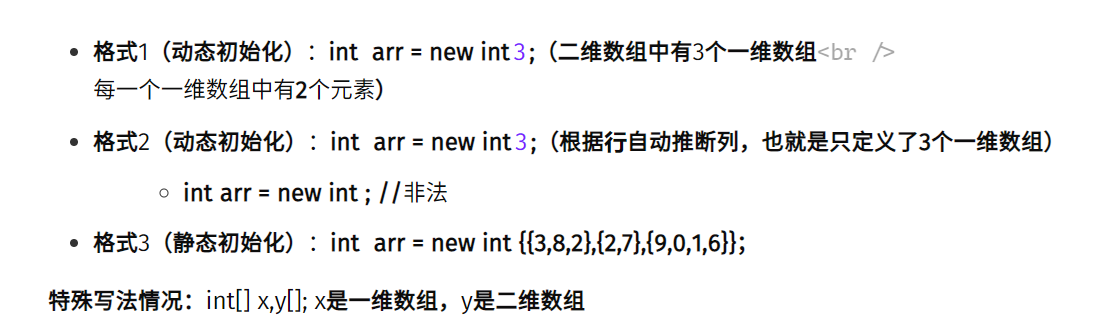 格式1（动态初始化）：int arr = new int3;（二维数组中有3个一维数组<br />
每一个一维数组中有2个元素）
格式2（动态初始化）：int arr = new int3;（根据行自动推断列，也就是只定义了3个一维数组）
int arr = new int ; //非法
格式3（静态初始化）：int arr = new int {{3,8,2},{2,7},{9,0,1,6}};
特殊写法情况：int[] x,y[]; x是一维数组，y是二维数组